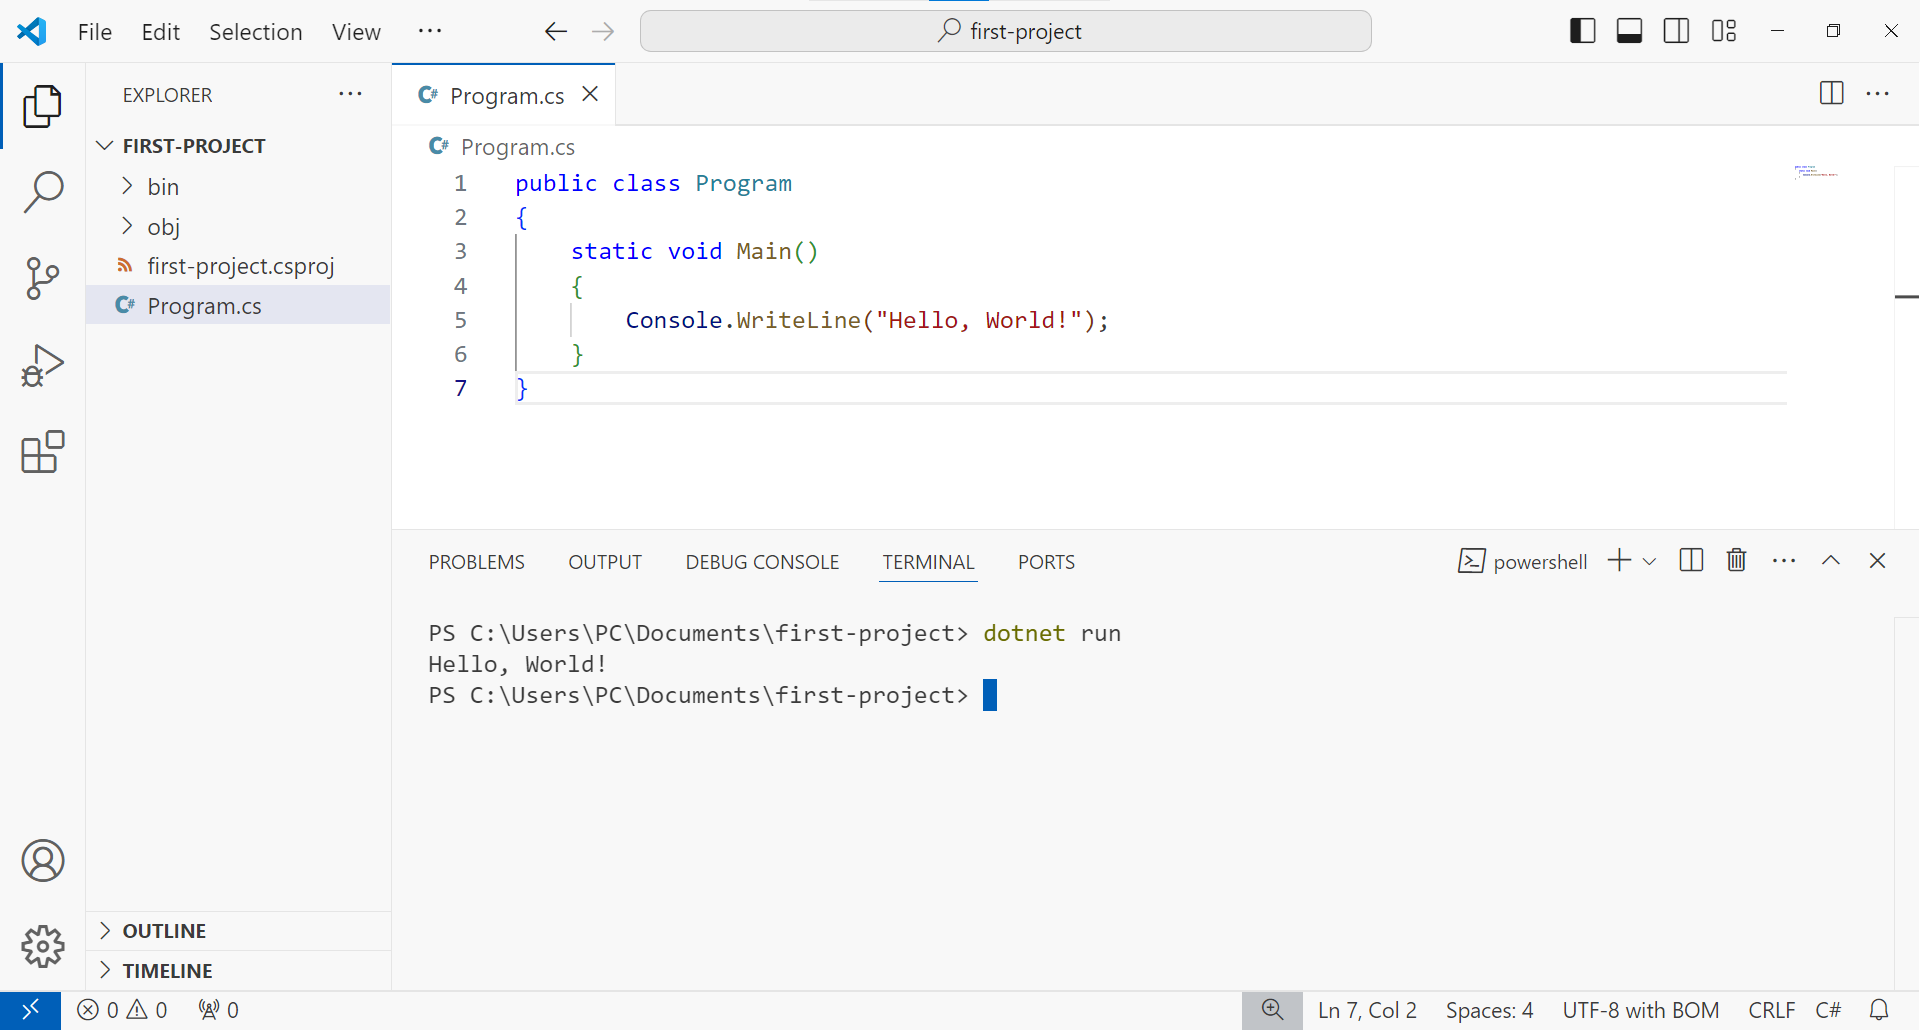 File Edit Selection View ...
first-project
EXPLORER
FIRST-PROJECT
bin
obj
first-project.csproj
C# Program.cs
OUTLINE
TIMELINE
C# Program.cs
C# Program.cs
1 public class Program
2 {
3     static void Main()
4     {
5         Console.WriteLine("Hello, World!");
6     }
7 }
PROBLEMS OUTPUT DEBUG CONSOLE TERMINAL PORTS
powershell
PS C:\Users\PC\Documents\first-project> dotnet run
Hello, World!
PS C:\Users\PC\Documents\first-project>
0 0 0
Ln 7, Col 2 Spaces: 4 UTF-8 with BOM CRLF C#